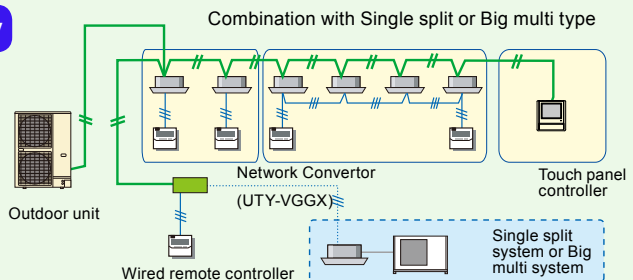 Combination with Single split or Big multi type
Network Convertor
(UTY-VGGX)
Touch panel
controller
Outdoor unit
Wired remote controller
Single split
system or Big
multi system